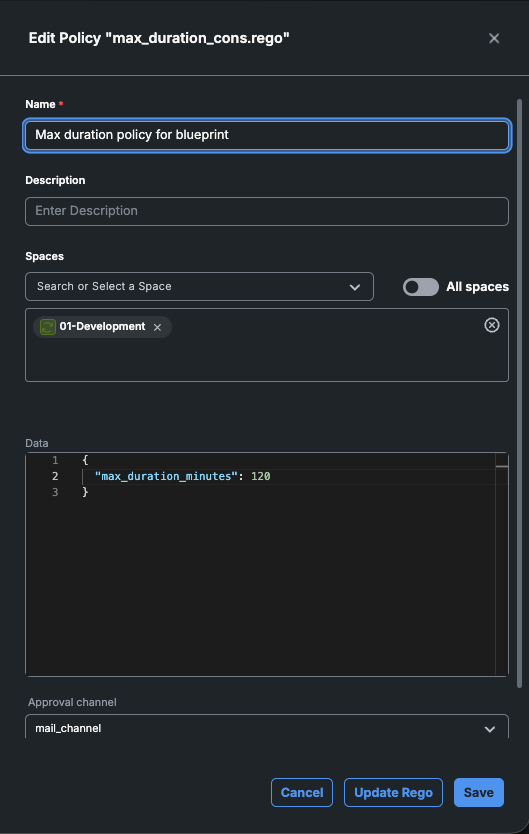 Edit Policy "max_duration_cons.rego"
Name *
Max duration policy for blueprint
Description
Enter Description
Spaces
Search or Select a Space
All spaces
01-Development
Data
1 {
2 "max_duration_minutes": 120
3 }
Approval channel
mail_channel
Cancel Update Rego Save